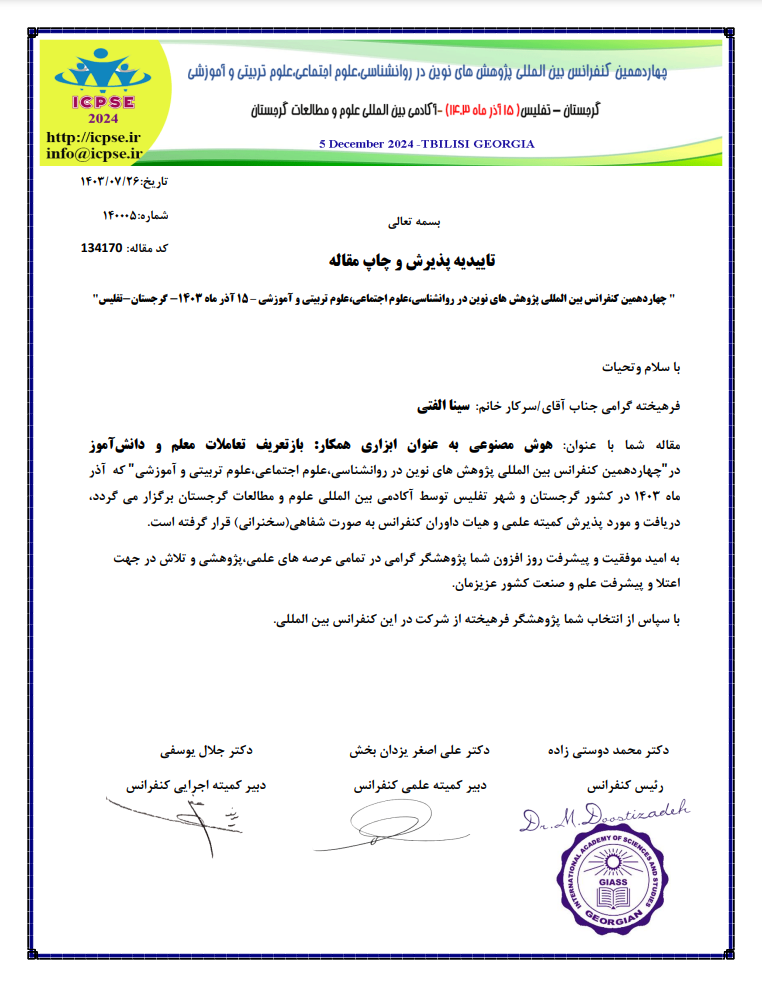 ICPSE
2024
http://icpse.ir
info@icpse.ir
چهاردهمین کنفرانس بین المللی پژوهش های نوین در روانشناسی،علوم اجتماعی،علوم تربیتی و آموزشی
گرجستان – تفلیس( ۱۵ آذر ماه ۱۴۰۳) -آکادمی بین المللی علوم و مطالعات گرجستان
5 December 2024 -TBILISI GEORGIA
تاریخ:۱۴۰۳/۰۷/۲۶
شماره:۱۴۰۰۰۵
کد مقاله: 134170
بسمه تعالی
تاییدیه پذیرش و چاپ مقاله
" چهاردهمین کنفرانس بین المللی پژوهش های نوین در روانشناسی،علوم اجتماعی،علوم تربیتی و آموزشی – ۱۵ آذر ماه ۱۴۰۳– گرجستان–تفلیس"
با سلام وتحیات
فرهیخته گرامی جناب آقای/سرکار خانم: سینا الفتی
مقاله شما با عنوان: هوش مصنوعی به عنوان ابزاری همکار: بازتعریف تعاملات معلم و دانش‌آموز
در"چهاردهمین کنفرانس بین المللی پژوهش های نوین در روانشناسی،علوم اجتماعی،علوم تربیتی و آموزشی" که آذر
ماه ۱۴۰۳ در کشور گرجستان و شهر تفلیس توسط آکادمی بین المللی علوم و مطالعات گرجستان برگزار می گردد،
دریافت و مورد پذیرش کمیته علمی و هیات داوران کنفرانس به صورت شفاهی(سخنرانی) قرار گرفته است.
به امید موفقیت و پیشرفت روز افزون شما پژوهشگر گرامی در تمامی عرصه های علمی،پژوهشی و تلاش در جهت
اعتلا و پیشرفت علم و صنعت کشور عزیزمان.
با سپاس از انتخاب شما پژوهشگر فرهیخته از شرکت در این کنفرانس بین المللی.
دکتر محمد دوستی زاده
رئیس کنفرانس
دکتر علی اصغر یزدان بخش
دبیر کمیته علمی کنفرانس
دکتر جلال یوسفی
دبیر کمیته اجرایی کنفرانس
Dr.M.Doostizadeh
INTERNATIONAL ACADEMY OF SCIENCES AND STUDIES
GIASS
GEORGIAN